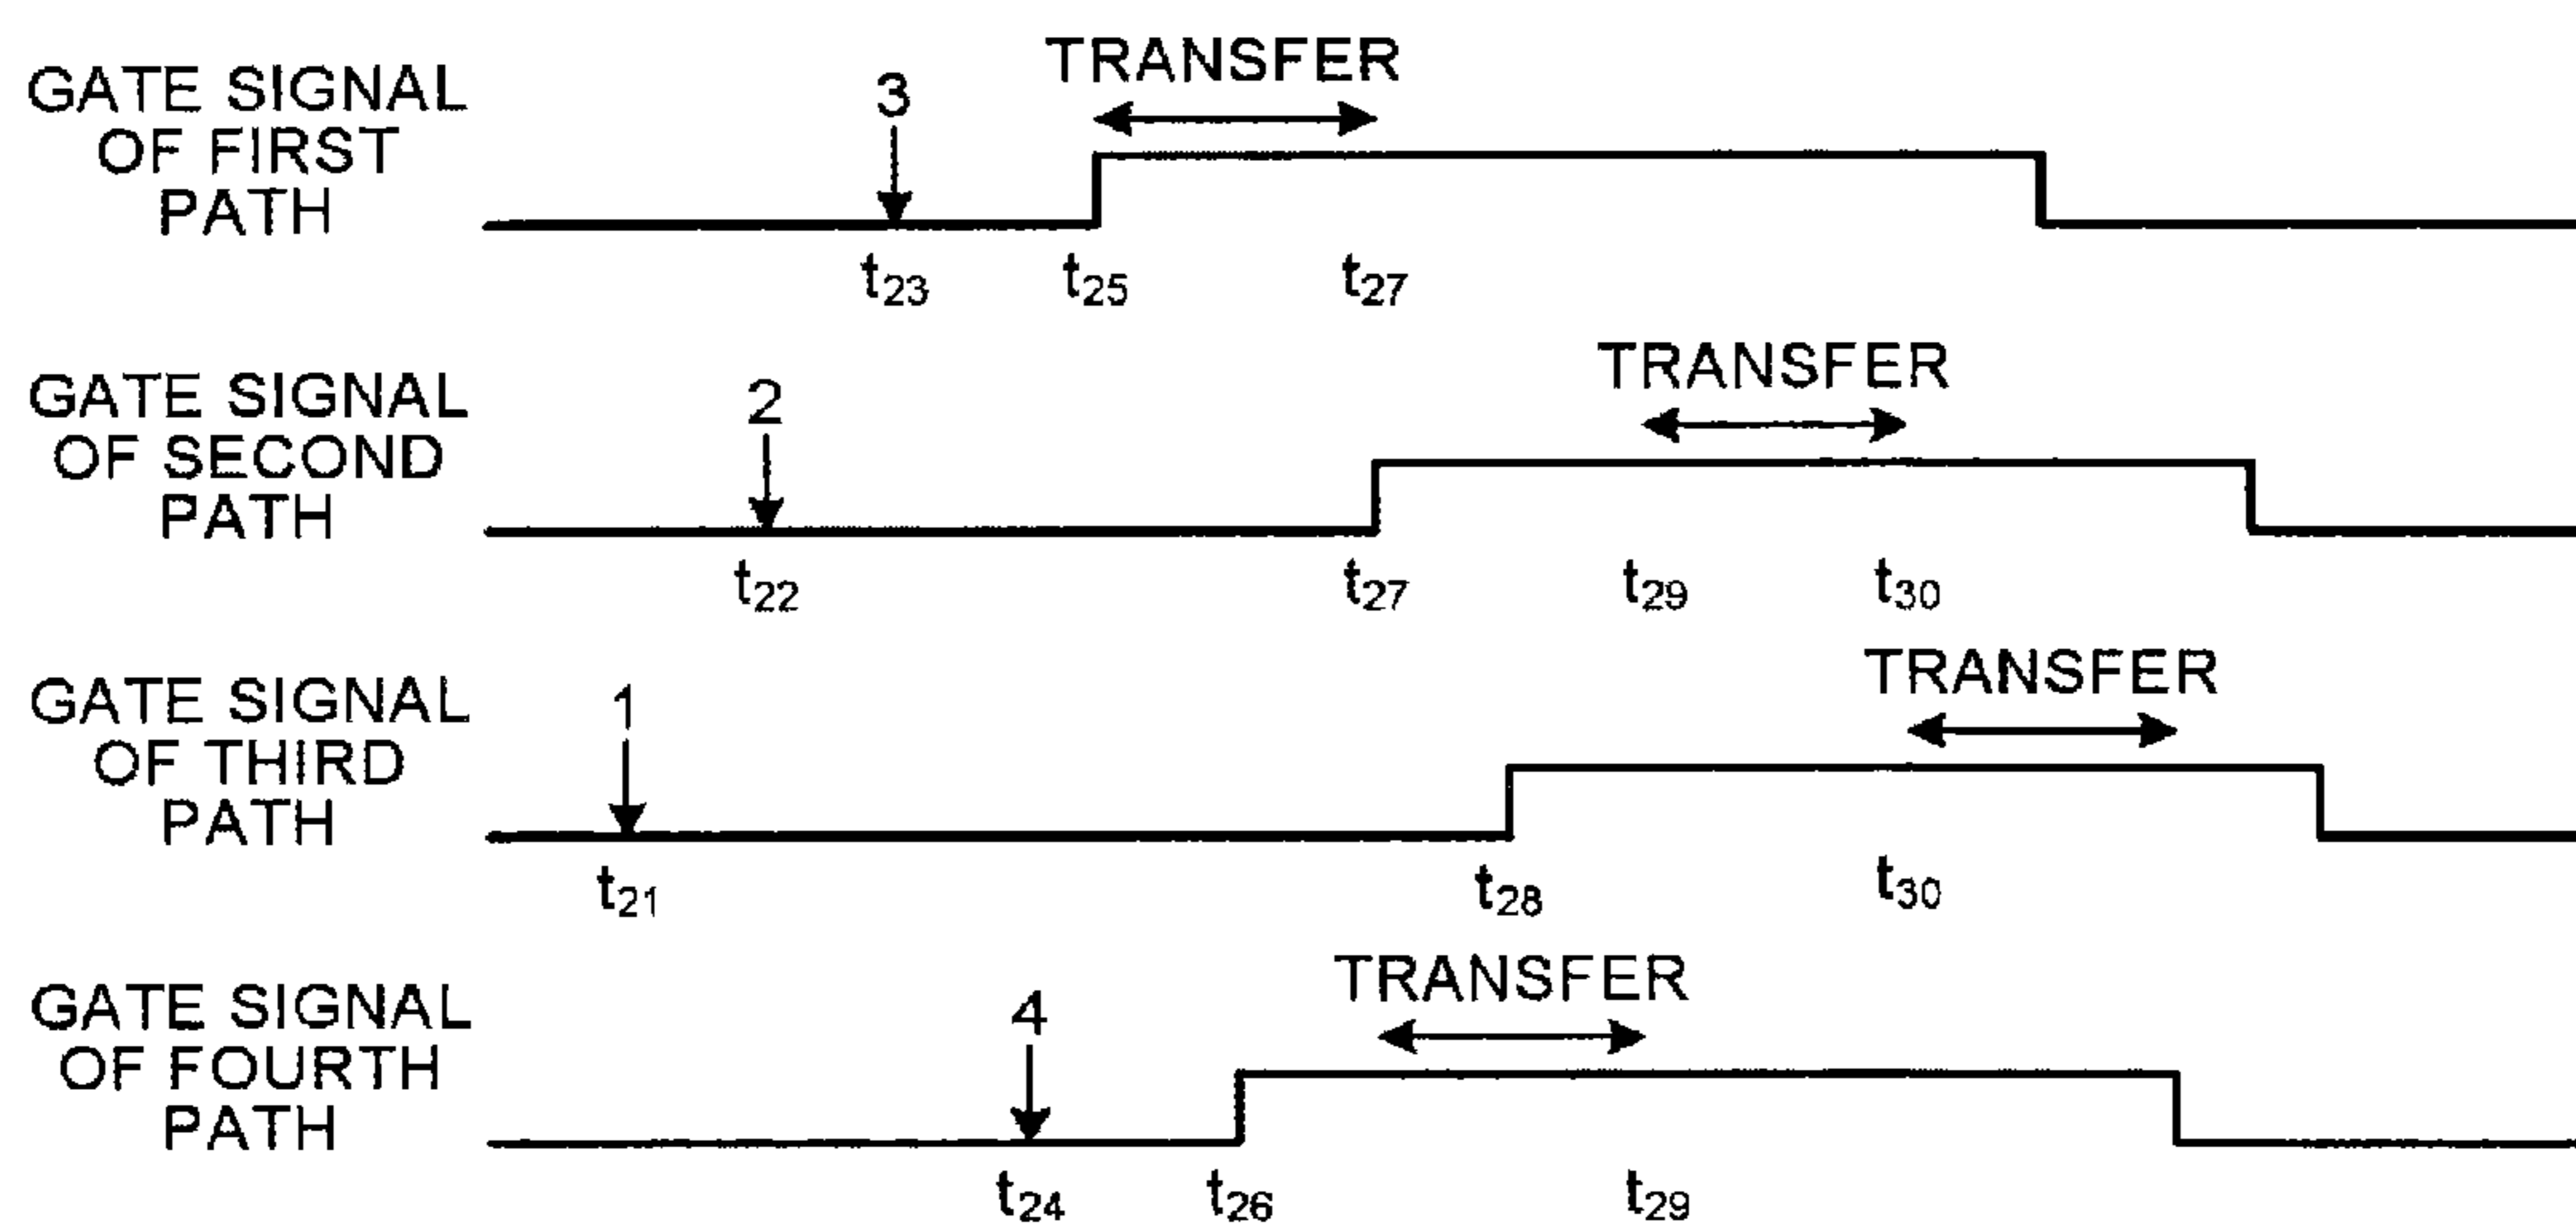 TRANSFER
GATE SIGNAL
OF FIRST
PATH
3
t23 t25 t27
TRANSFER
GATE SIGNAL
OF SECOND
PATH
2
t22 t27 t29 t30
TRANSFER
GATE SIGNAL
OF THIRD
PATH
1
t21 t28 t30
TRANSFER
GATE SIGNAL
OF FOURTH
PATH
4
t24 t26 t29